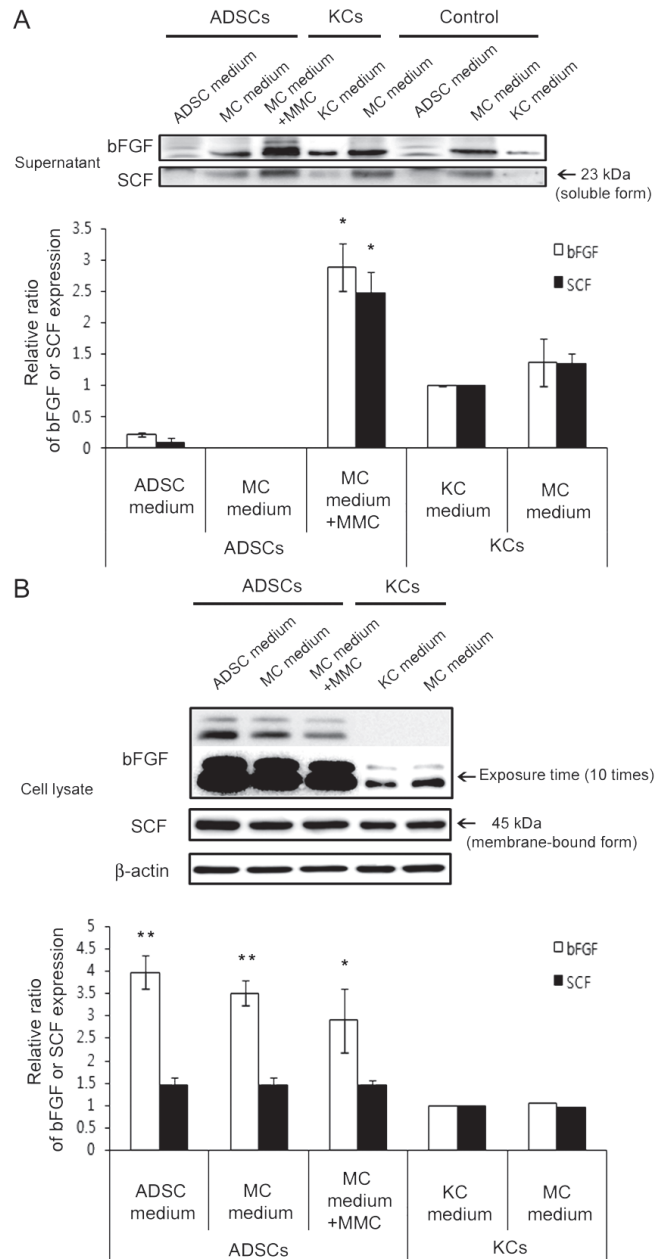 A
ADSCs KCs Control
ADSC medium
MC medium
MC medium
+MMC
KC medium
MC medium
ADSC medium
MC medium
KC medium
Supernatant
bFGF
SCF
← 23 kDa
(soluble form)
Relative ratio
of bFGF or SCF expression
3.5
3
2.5
2
1.5
1
0.5
0
* *
bFGF
SCF
ADSC
medium
MC
medium
MC
medium
+MMC
KC
medium
MC
medium
ADSCs KCs
B
ADSCs KCs
ADSC medium
MC medium
MC medium
+MMC
KC medium
MC medium
Cell lysate
bFGF
← Exposure time (10 times)
SCF
← 45 kDa
(membrane-bound form)
β-actin
Relative ratio
of bFGF or SCF expression
5
4.5
4
3.5
3
2.5
2
1.5
1
0.5
0
** ** *
bFGF
SCF
ADSC
medium
MC
medium
MC
medium
+MMC
KC
medium
MC
medium
ADSCs KCs